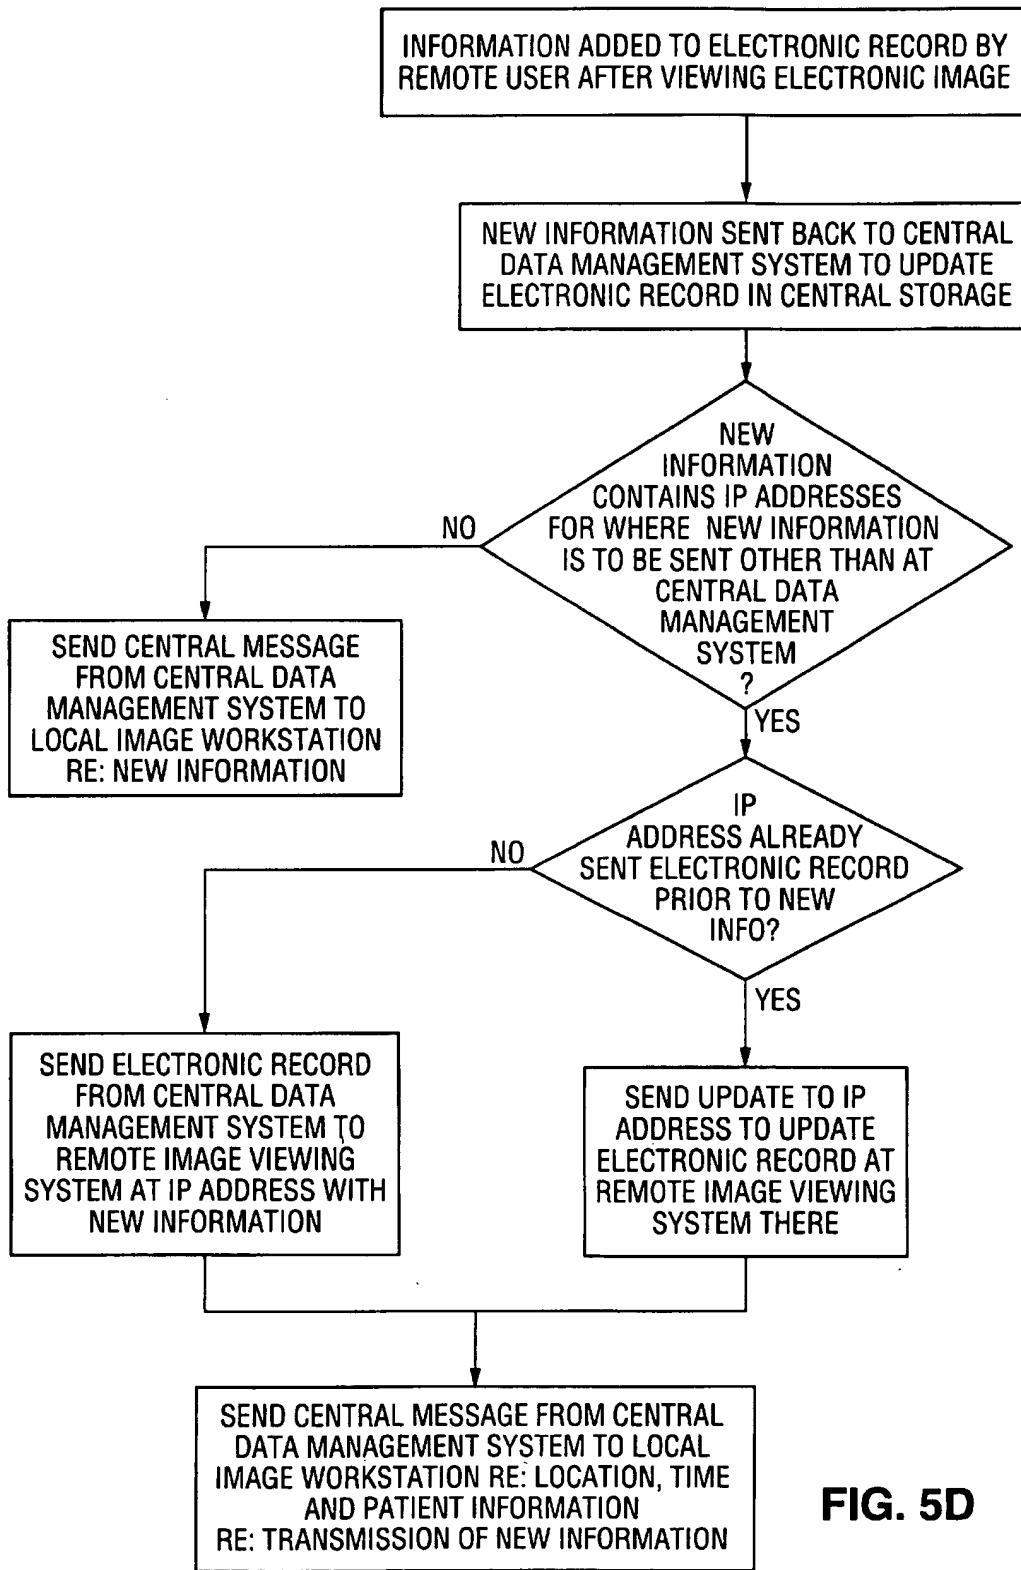 INFORMATION ADDED TO ELECTRONIC RECORD BY
REMOTE USER AFTER VIEWING ELECTRONIC IMAGE
NEW INFORMATION SENT BACK TO CENTRAL
DATA MANAGEMENT SYSTEM TO UPDATE
ELECTRONIC RECORD IN CENTRAL STORAGE
NEW
INFORMATION
CONTAINS IP ADDRESSES
FOR WHERE NEW INFORMATION
IS TO BE SENT OTHER THAN AT
CENTRAL DATA
MANAGEMENT
SYSTEM
?
NO
YES
SEND CENTRAL MESSAGE
FROM CENTRAL DATA
MANAGEMENT SYSTEM TO
LOCAL IMAGE WORKSTATION
RE: NEW INFORMATION
IP
ADDRESS ALREADY
SENT ELECTRONIC RECORD
PRIOR TO NEW
INFO?
NO
YES
SEND ELECTRONIC RECORD
FROM CENTRAL DATA
MANAGEMENT SYSTEM TO
REMOTE IMAGE VIEWING
SYSTEM AT IP ADDRESS WITH
NEW INFORMATION
SEND UPDATE TO IP
ADDRESS TO UPDATE
ELECTRONIC RECORD AT
REMOTE IMAGE VIEWING
SYSTEM THERE
SEND CENTRAL MESSAGE FROM CENTRAL
DATA MANAGEMENT SYSTEM TO LOCAL
IMAGE WORKSTATION RE: LOCATION, TIME
AND PATIENT INFORMATION
RE: TRANSMISSION OF NEW INFORMATION
FIG. 5D